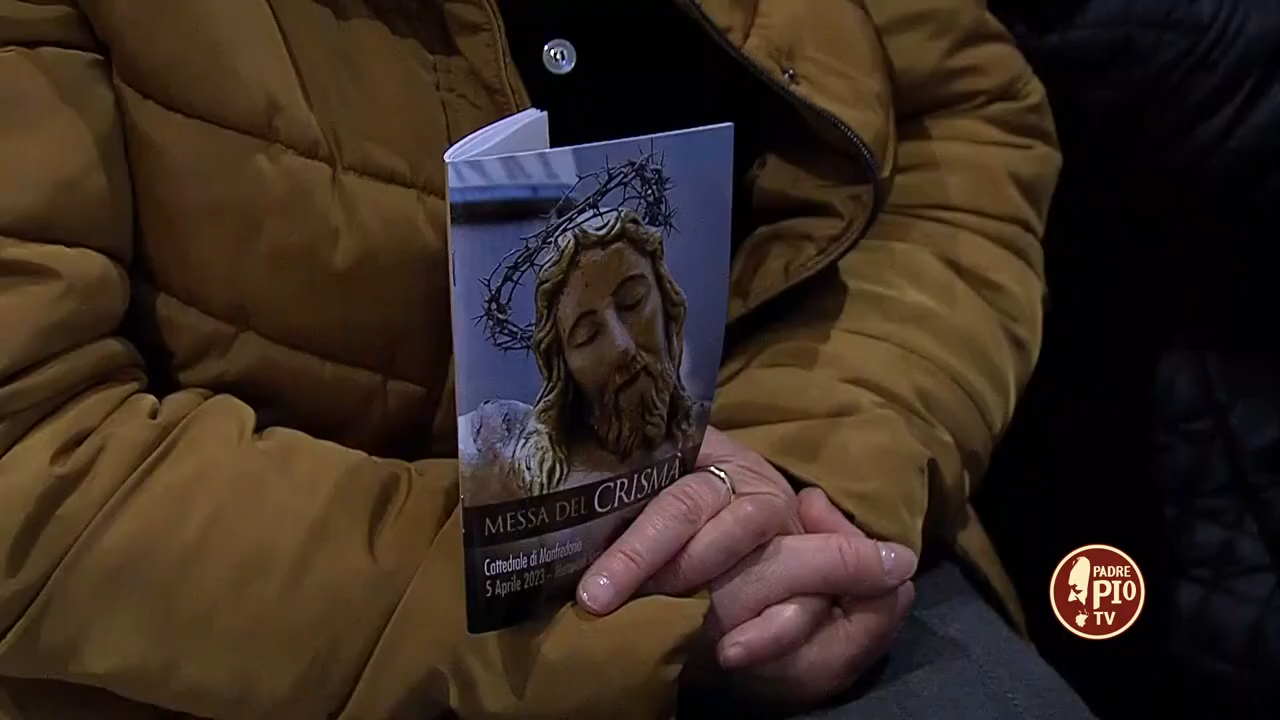 MESSA DEL CRISMA
Cattedrale di Manfredonia
5 Aprile 2023 –
PADRE
PIO
TV